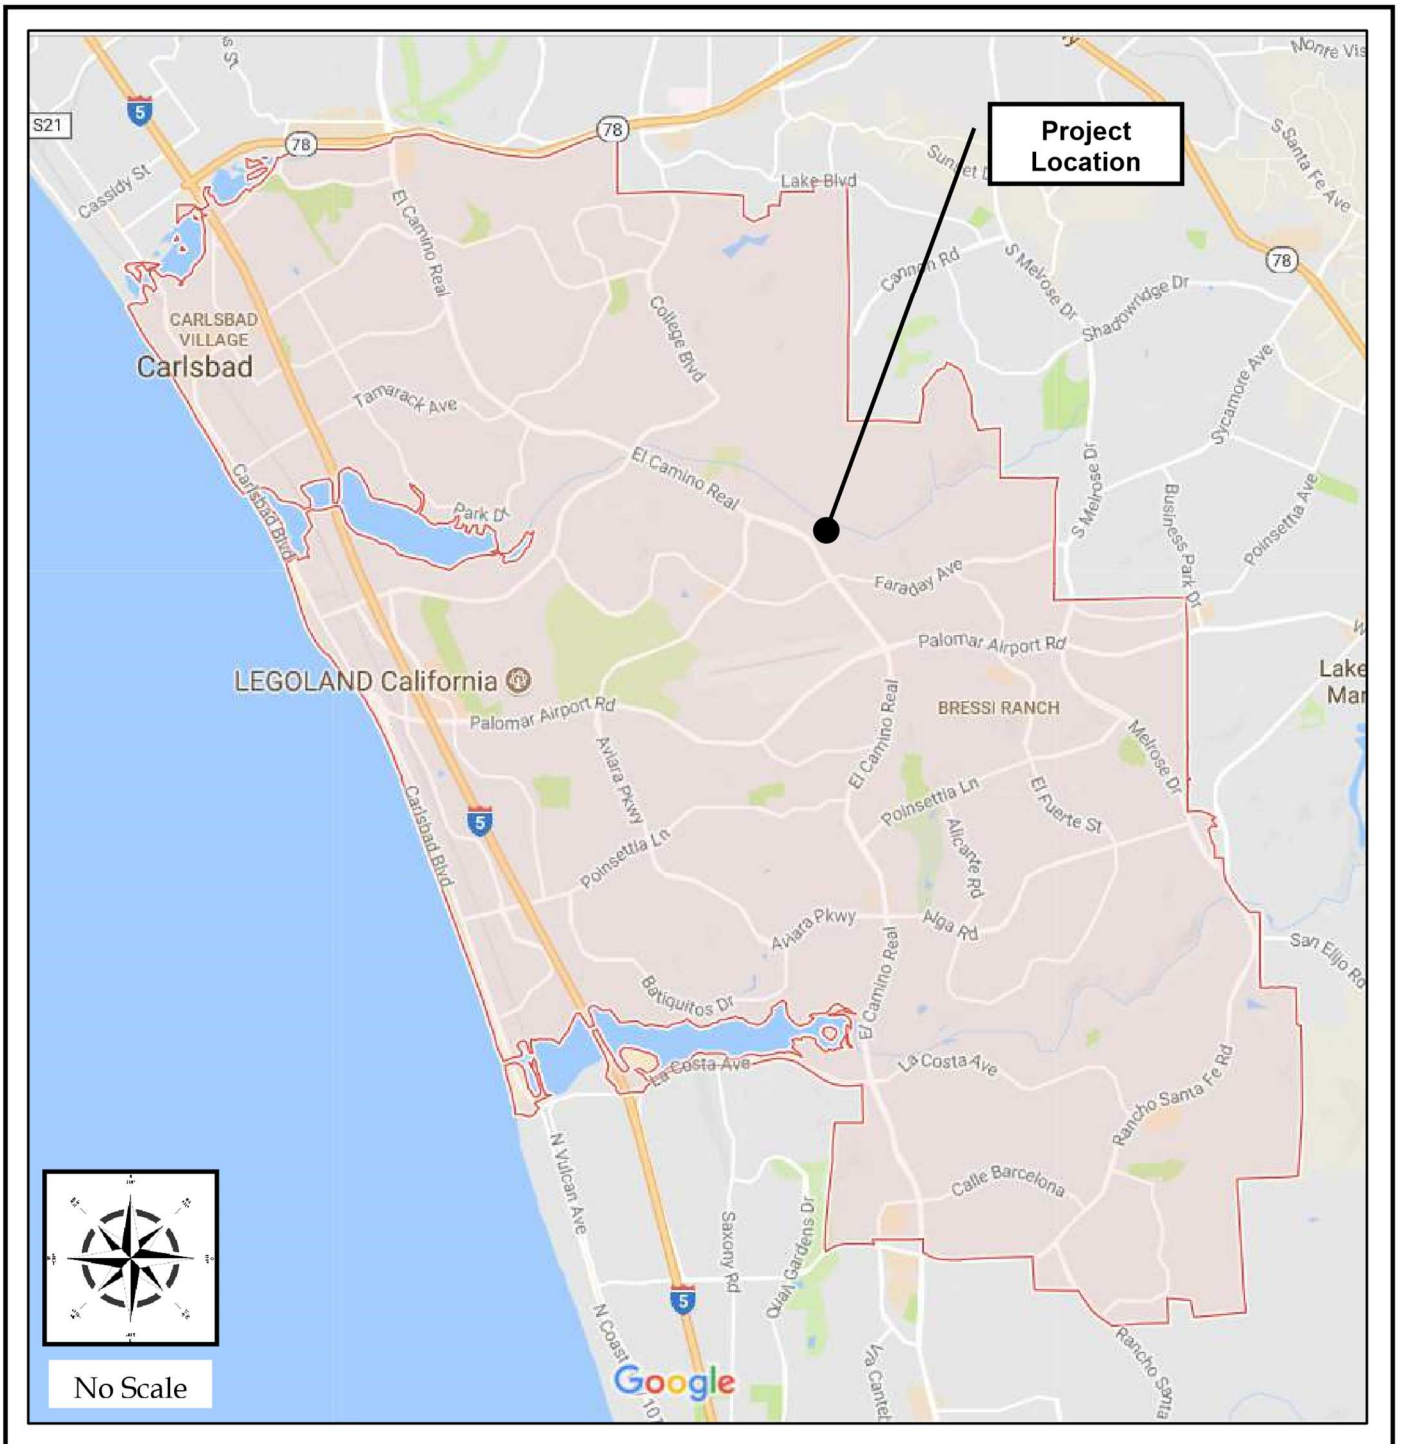 Monte Vis
5
S21
78
78
Project
Location
S Santa Fe Ave
Sunset D
Lake Blvd
Cassidy St
El Camino Real
Cannon Rd
S Melrose Dr
78
Shadowridge Dr
CARLSBAD
VILLAGE
Carlsbad
College Blvd
Sycamore Ave
Tamarack Ave
El Camino Real
Carlsbad Blvd
Park D
S Melrose Dr
Business Park Dr
Poinsettia Ave
Faraday Ave
Palomar Airport Rd
W
Lake
Mar
LEGOLAND California
Palomar Airport Rd
El Camino Real
BRESSI RANCH
Melrose Dr
Aviara Pkwy
Carlsbad Blvd
5
Poinsettia Ln
Poinsettia Ln
El Fuerte St
Alicante Rd
Aviara Pkwy
Alga Rd
San Elijo Ro
El Camino Real
Batiquitos Dr
La Costa Ave
La Costa Ave
Rancho Santa Fe Rd
Calle Barcelona
N Vulcan Ave
Saxony Rd
Quail Gardens Dr
5
N Coast
101
Rancho Santa
Via Canteb
Google
No Scale